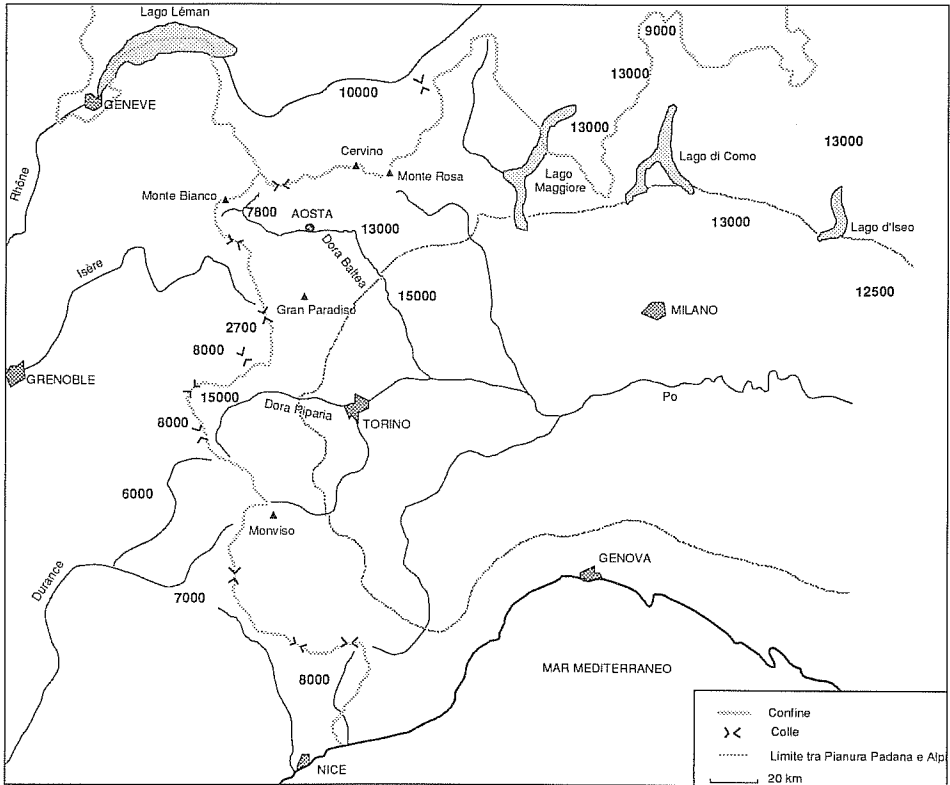 Lago Léman
9000
13000
10000
GENEVE
Rhône
Cervino
13000
13000
Monte Rosa
Lago di Como
Lago
Maggiore
Monte Bianco
7800
AOSTA
13000
13000
Lago d'Iseo
Dora Baltea
Isère
12500
15000
Gran Paradiso
MILANO
2700
8000
GRENOBLE
15000
Po
Dora Riparia
TORINO
8000
6000
Monviso
GENOVA
Durance
7000
MAR MEDITERRANEO
8000
NICE
Confine
Colle
Limite tra Pianura Padana e Alp
20 km